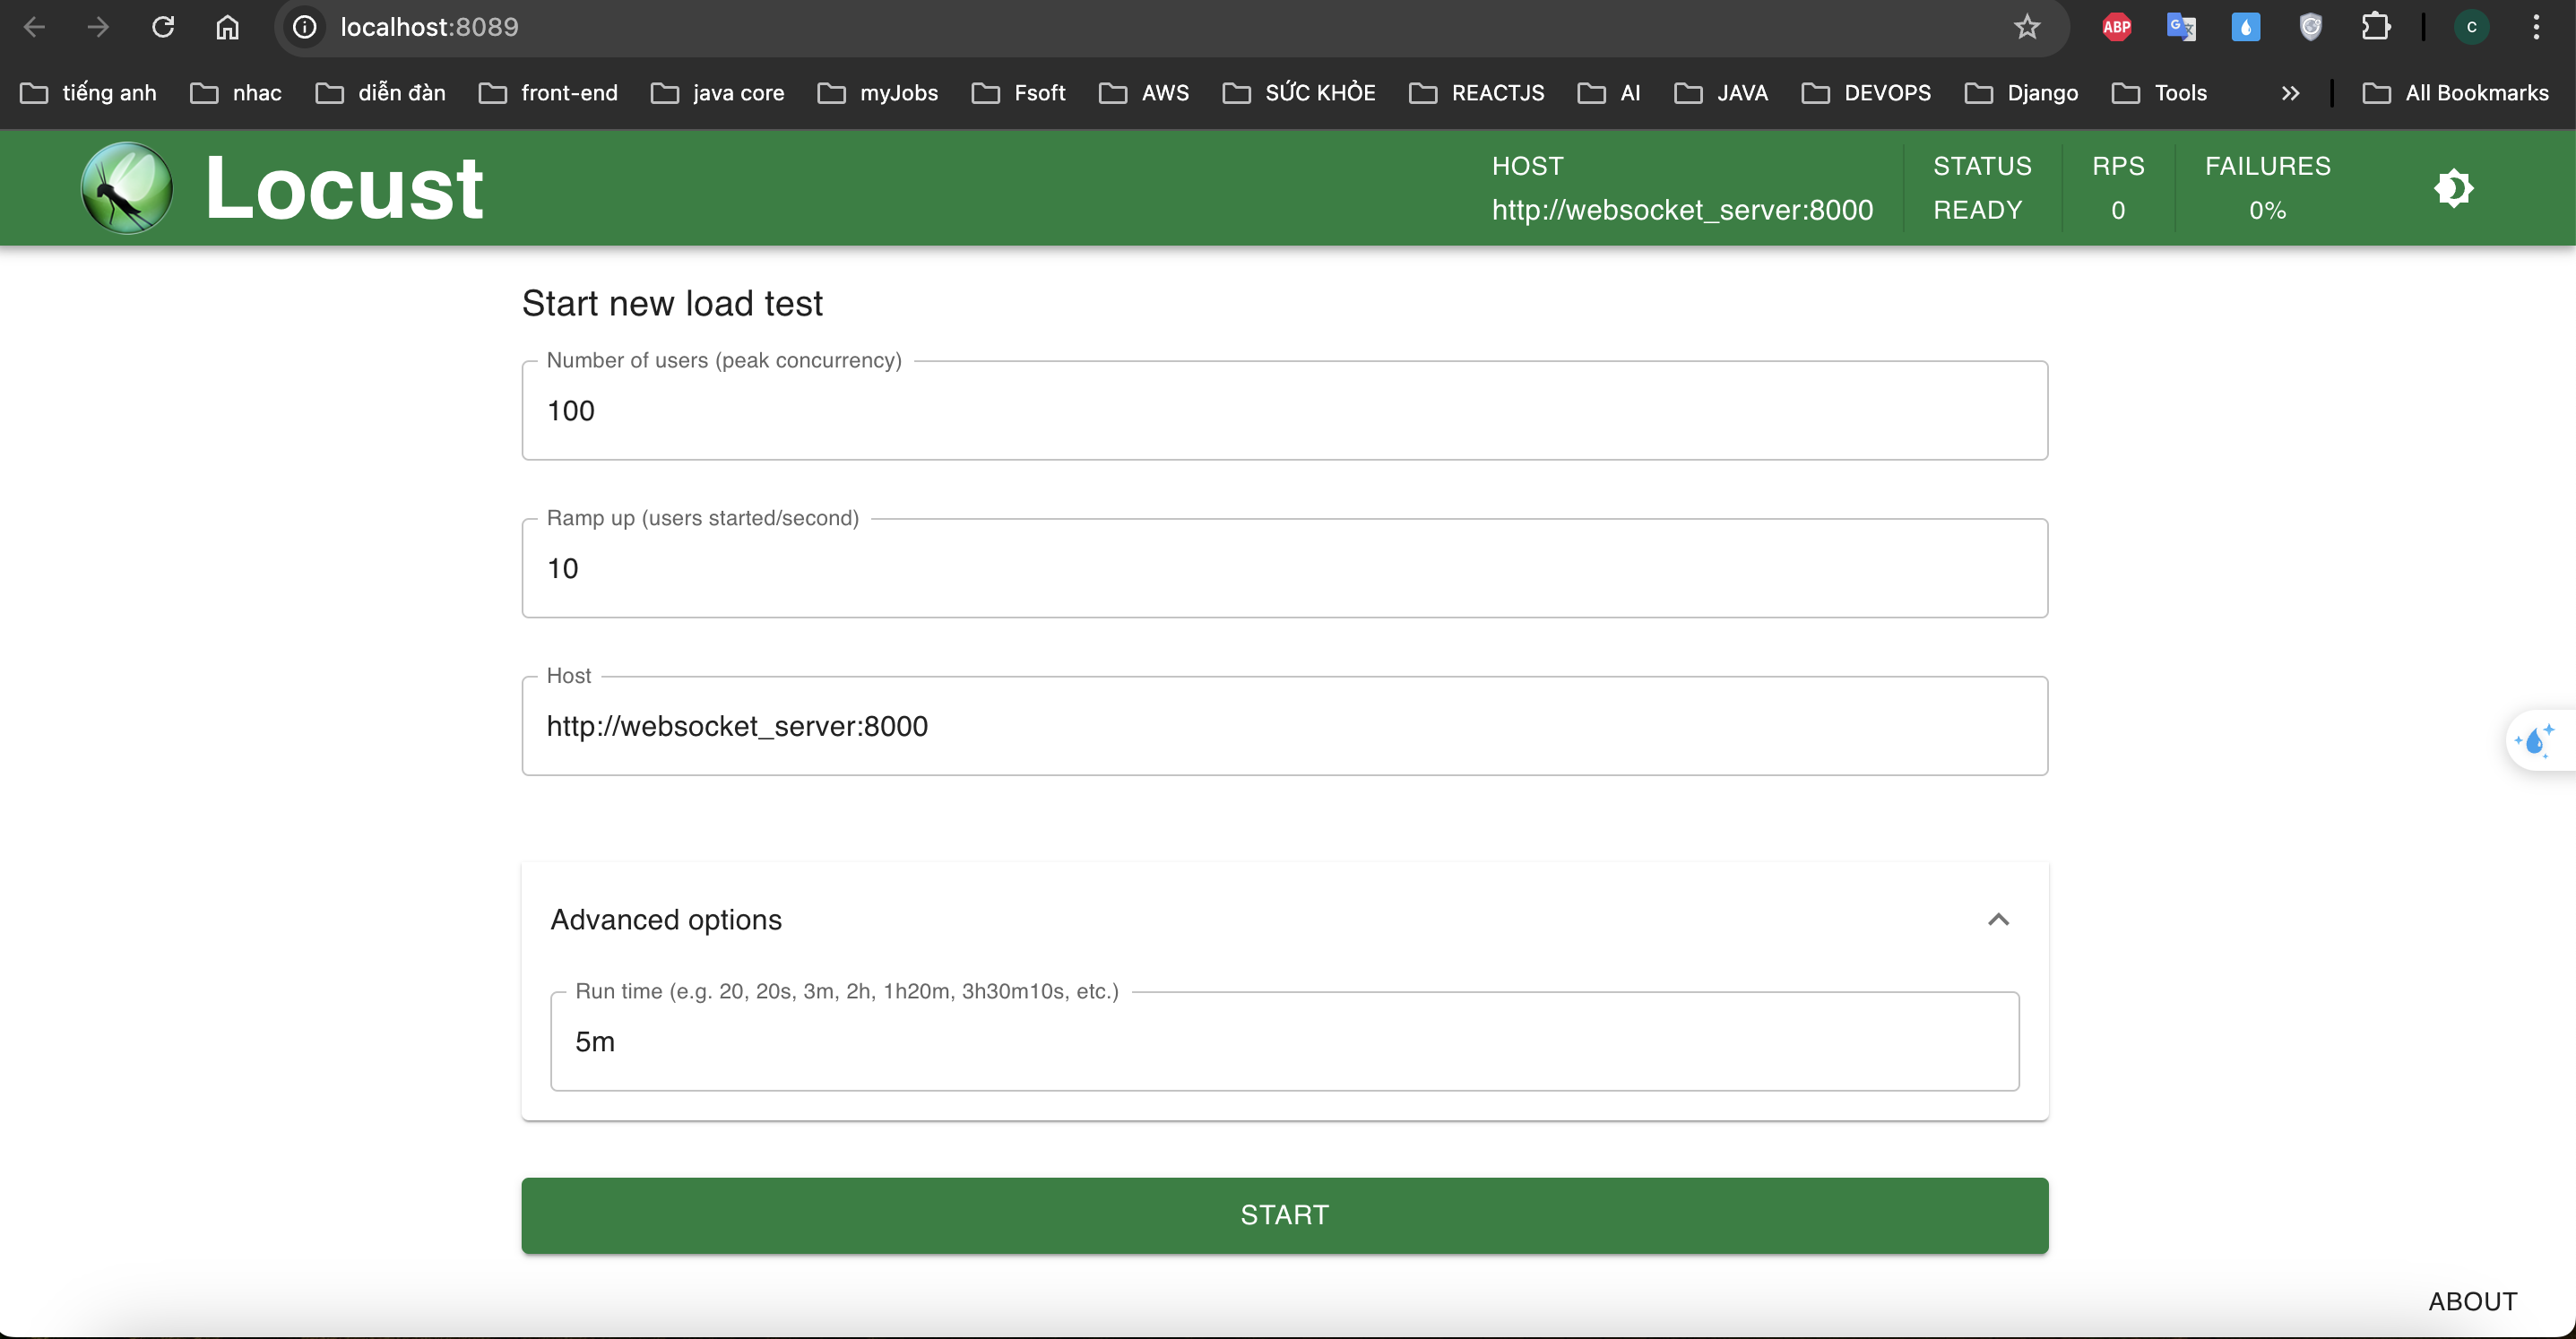 localhost:8089
ABP
G
C
tiếng anh nhac diễn đàn front-end java core myJobs Fsoft AWS SỨC KHỎE REACTJS AI JAVA DEVOPS Django Tools » All Bookmarks
Locust
HOST STATUS RPS FAILURES
http://websocket_server:8000 READY 0 0%
Start new load test
Number of users (peak concurrency)
100
Ramp up (users started/second)
10
Host
http://websocket_server:8000
Advanced options
Run time (e.g. 20, 20s, 3m, 2h, 1h20m, 3h30m10s, etc.)
5m
START
ABOUT